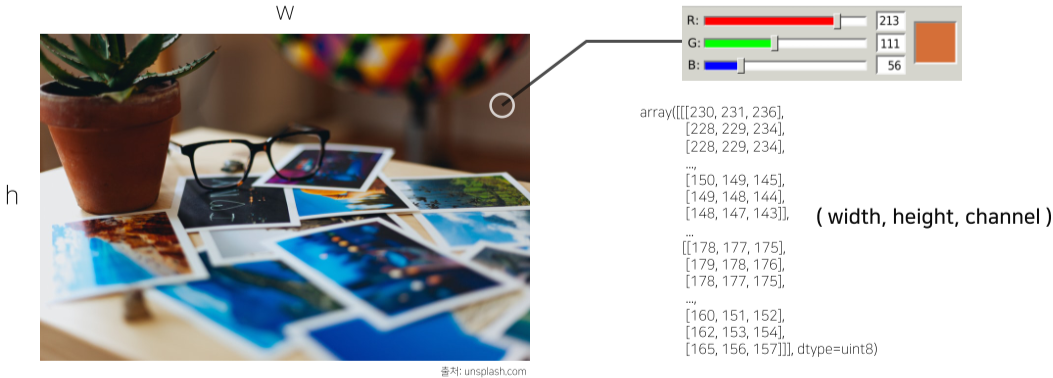 w
h
R: 213
G: 111
B: 56
array([[[230, 231, 236],
[228, 229, 234],
[228, 229, 234],
...,
[150, 149, 145],
[149, 148, 144],
[148, 147, 143]],
...
[[178, 177, 175],
[179, 178, 176],
[178, 177, 175],
...,
[160, 151, 152],
[162, 153, 154],
[165, 156, 157]]], dtype=uint8)
( width, height, channel )
출처: unsplash.com